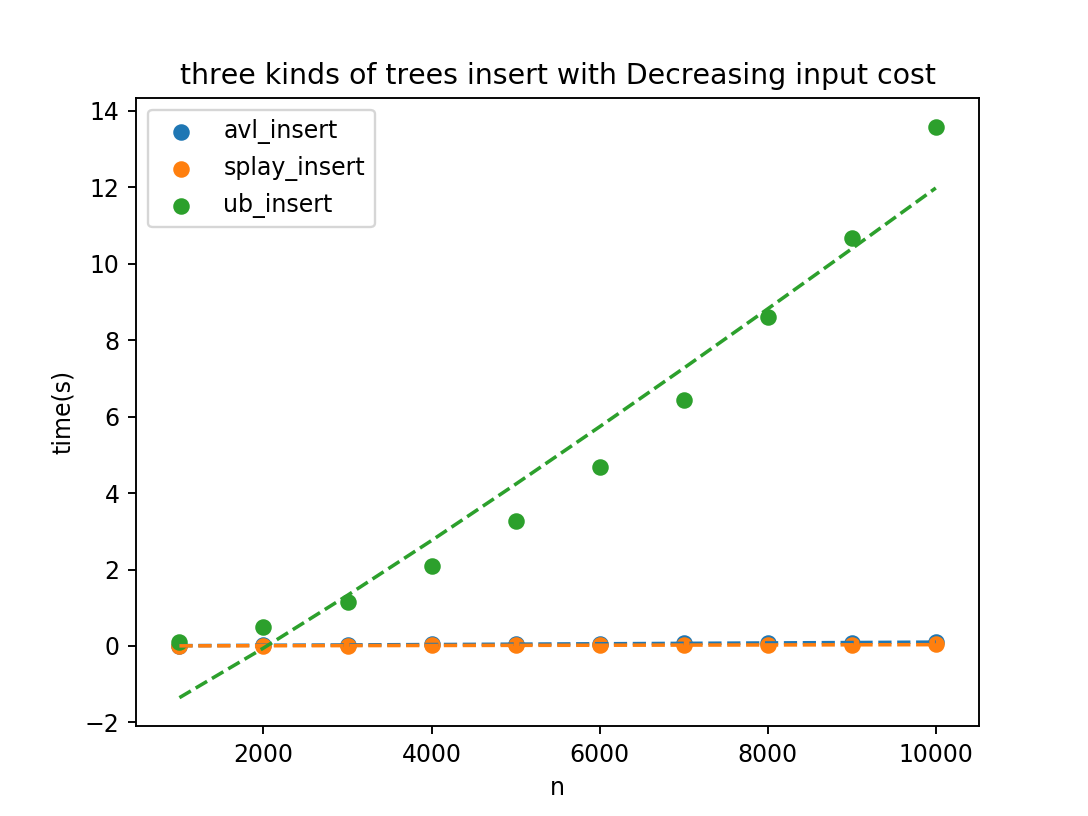 three kinds of trees insert with Decreasing input cost
avl_insert
splay_insert
ub_insert
14
12
10
8
6
4
2
0
−2
time(s)
2000 4000 6000 8000 10000
n